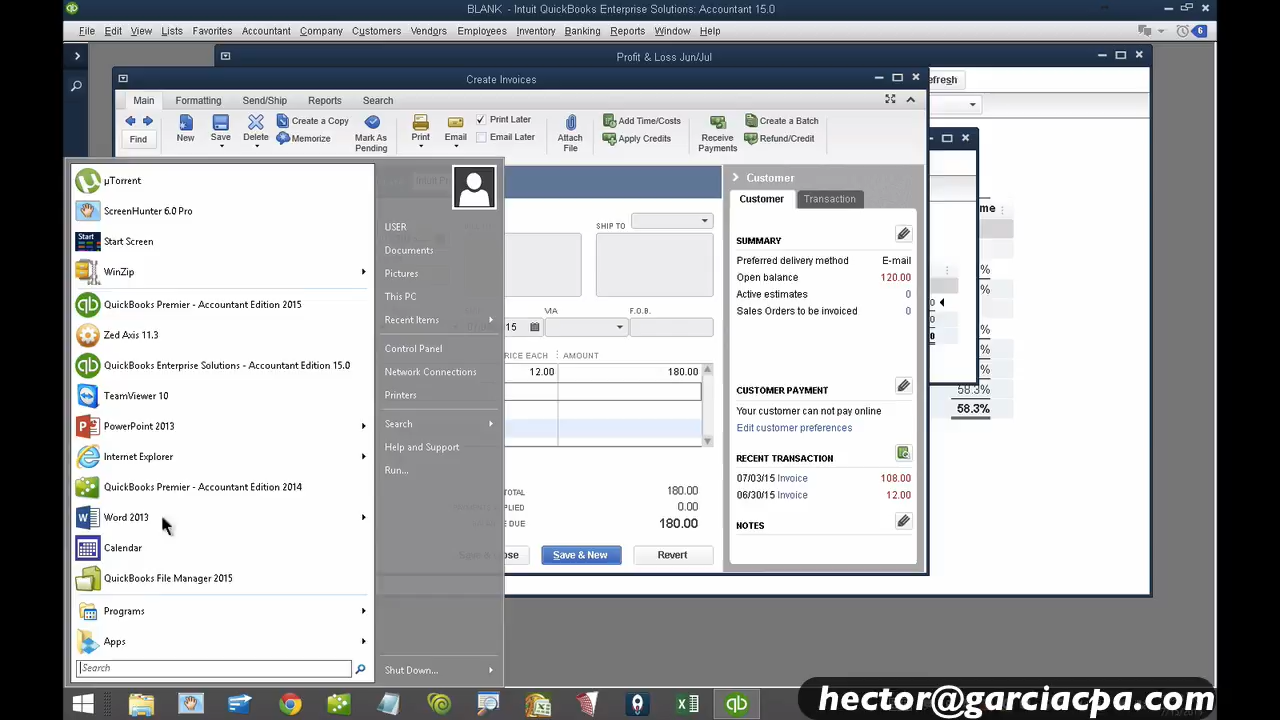 BLANK - Intuit QuickBooks Enterprise Solutions: Accountant 15.0
File Edit View Lists Favorites Accountant Company Customers Vendors Employees Inventory Banking Reports Window Help
6
Profit & Loss Jun/Jul
Create Invoices
Main Formatting Send/Ship Reports Search
Find New Save Delete Create a Copy Memorize Mark As Pending Print Email Print Later Email Later Attach File Add Time/Costs Apply Credits Receive Payments Create a Batch Refund/Credit
µTorrent
ScreenHunter 6.0 Pro
Start Screen
WinZip
QuickBooks Premier - Accountant Edition 2015
Zed Axis 11.3
QuickBooks Enterprise Solutions - Accountant Edition 15.0
TeamViewer 10
PowerPoint 2013
Internet Explorer
QuickBooks Premier - Accountant Edition 2014
Word 2013
Calendar
QuickBooks File Manager 2015
Programs
Apps
Search
USER
Documents
Pictures
This PC
Recent Items
Control Panel
Network Connections
Printers
Search
Help and Support
Run...
Shut Down...
SHIP TO
15 VIA F.O.B.
AMOUNT
12.00 180.00
180.00
0.00
180.00
Save & New Revert
Customer
Customer Transaction
SUMMARY
Preferred delivery method E-mail
Open balance 120.00
Active estimates 0
Sales Orders to be invoiced 0
CUSTOMER PAYMENT
Your customer can not pay online
Edit customer preferences
RECENT TRANSACTION
07/03/15 Invoice 108.00
06/30/15 Invoice 12.00
NOTES
58.3%
58.3%
hector@garciacpa.com